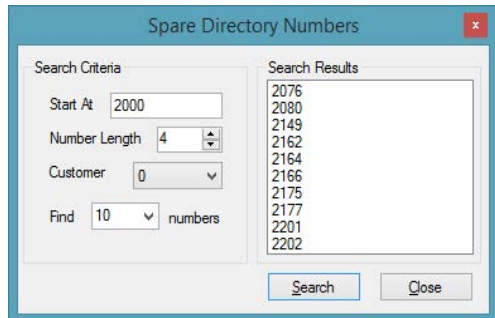 Spare Directory Numbers
x
Search Criteria
Start At 2000
Number Length 4
Customer 0
Find 10 numbers
Search Results
2076
2080
2149
2162
2164
2166
2175
2177
2201
2202
Search Close